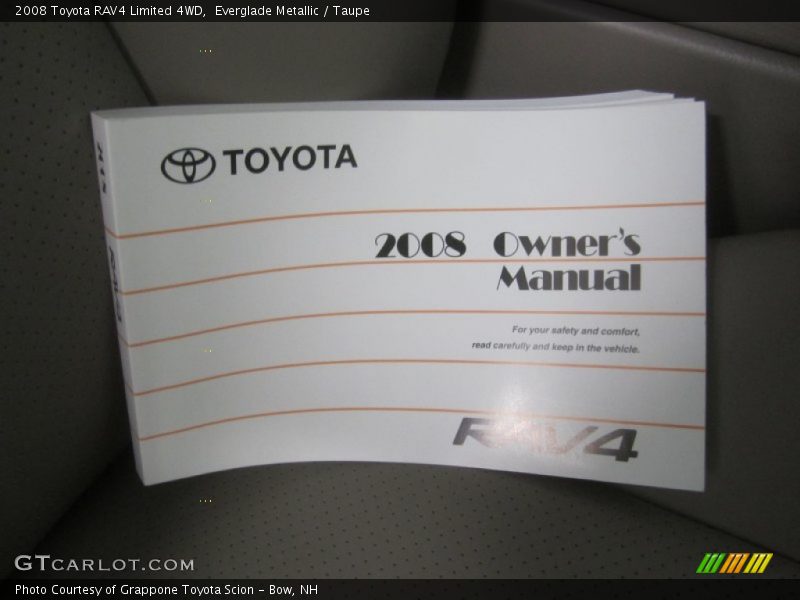 2008 Toyota RAV4 Limited 4WD,  Everglade Metallic / Taupe
TOYOTA
2008 Owner's
Manual
For your safety and comfort,
read carefully and keep in the vehicle.
RAV4
GTCARLOT.COM
Photo Courtesy of Grappone Toyota Scion – Bow, NH